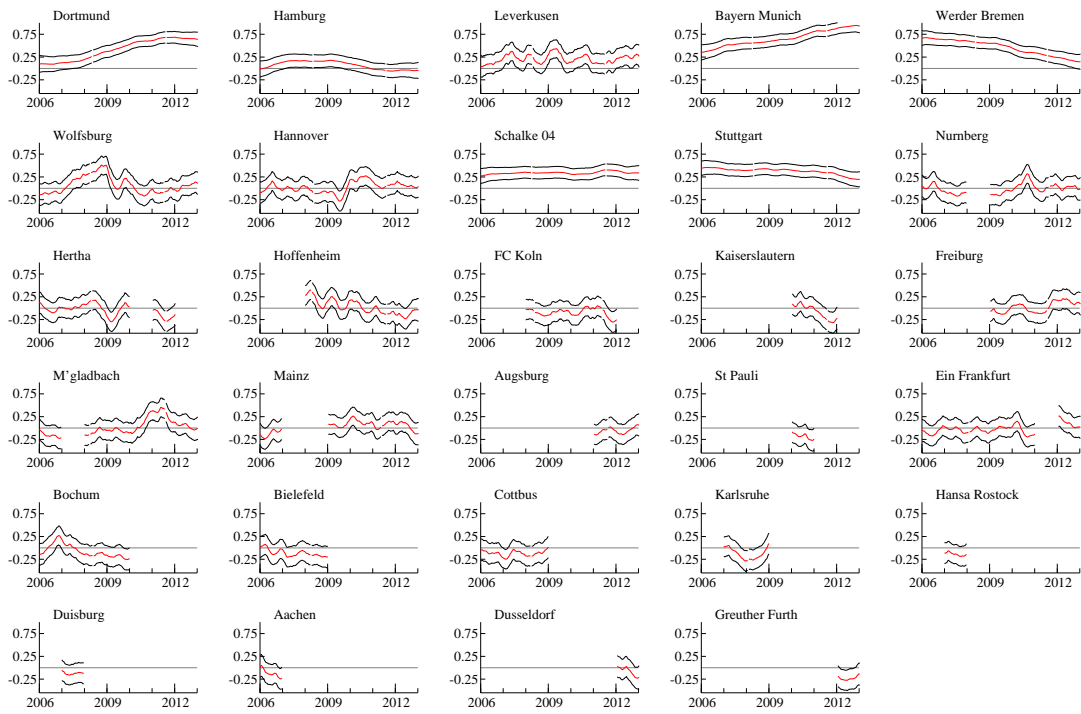 Dortmund Hamburg Leverkusen Bayern Munich Werder Bremen
0.75 0.75 0.75 0.75 0.75
0.25 0.25 0.25 0.25 0.25
-0.25 -0.25 -0.25 -0.25 -0.25
2006 2009 2012 2006 2009 2012 2006 2009 2012 2006 2009 2012 2006 2009 2012
Wolfsburg Hannover Schalke 04 Stuttgart Nurnberg
0.75 0.75 0.75 0.75 0.75
0.25 0.25 0.25 0.25 0.25
-0.25 -0.25 -0.25 -0.25 -0.25
2006 2009 2012 2006 2009 2012 2006 2009 2012 2006 2009 2012 2006 2009 2012
Hertha Hoffenheim FC Koln Kaiserslautern Freiburg
0.75 0.75 0.75 0.75 0.75
0.25 0.25 0.25 0.25 0.25
-0.25 -0.25 -0.25 -0.25 -0.25
2006 2009 2012 2006 2009 2012 2006 2009 2012 2006 2009 2012 2006 2009 2012
M'gladbach Mainz Augsburg St Pauli Ein Frankfurt
0.75 0.75 0.75 0.75 0.75
0.25 0.25 0.25 0.25 0.25
-0.25 -0.25 -0.25 -0.25 -0.25
2006 2009 2012 2006 2009 2012 2006 2009 2012 2006 2009 2012 2006 2009 2012
Bochum Bielefeld Cottbus Karlsruhe Hansa Rostock
0.75 0.75 0.75 0.75 0.75
0.25 0.25 0.25 0.25 0.25
-0.25 -0.25 -0.25 -0.25 -0.25
2006 2009 2012 2006 2009 2012 2006 2009 2012 2006 2009 2012 2006 2009 2012
Duisburg Aachen Dusseldorf Greuther Furth
0.75 0.75 0.75 0.75
0.25 0.25 0.25 0.25
-0.25 -0.25 -0.25 -0.25
2006 2009 2012 2006 2009 2012 2006 2009 2012 2006 2009 2012